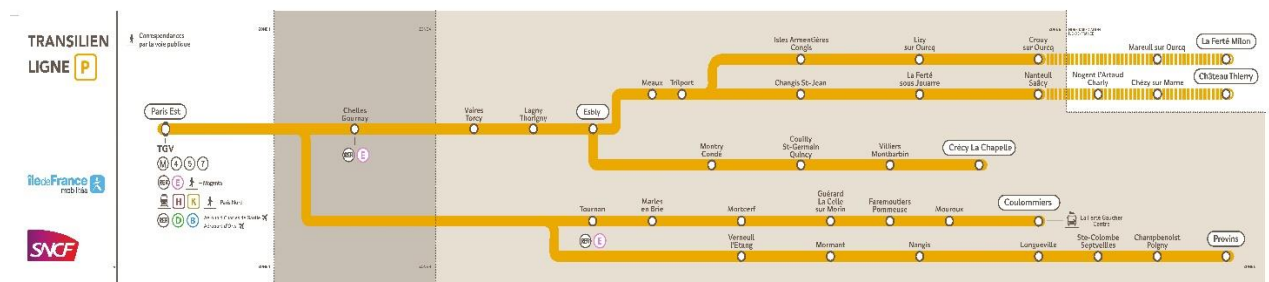 TRANSILIEN
LIGNE P
Correspondances
par la voie publique
îledeFrance
mobilités
SNCF
Paris Est
TGV
M 4 5 7
RER E Magenta
H K Paris Nord
RER D B
Chelles
Gournay
RER E
Vaires
Torcy
Lagny
Thorigny
Esbly
Meaux
Trilport
Isles Armentières
Congis
Lizy
sur Ourcq
Crouy
sur Ourcq
Mareuil sur Ourcq
La Ferté Milon
Changis St-Jean
La Ferté
sous Jouarre
Nanteuil
Saâcy
Nogent l'Artaud
Charly
Chézy sur Marne
Château Thierry
Montry
Condé
Couilly
St-Germain
Quincy
Villiers
Montbarbin
Crécy La Chapelle
Tournan
RER E
Marles
en Brie
Mortcerf
Guérard
La Celle
sur Morin
Faremoutiers
Pommeuse
Mouroux
Coulommiers
Verneuil
l'Etang
Mormant
Nangis
Longueville
Ste-Colombe
Septveilles
Champbenoist
Poigny
Provins